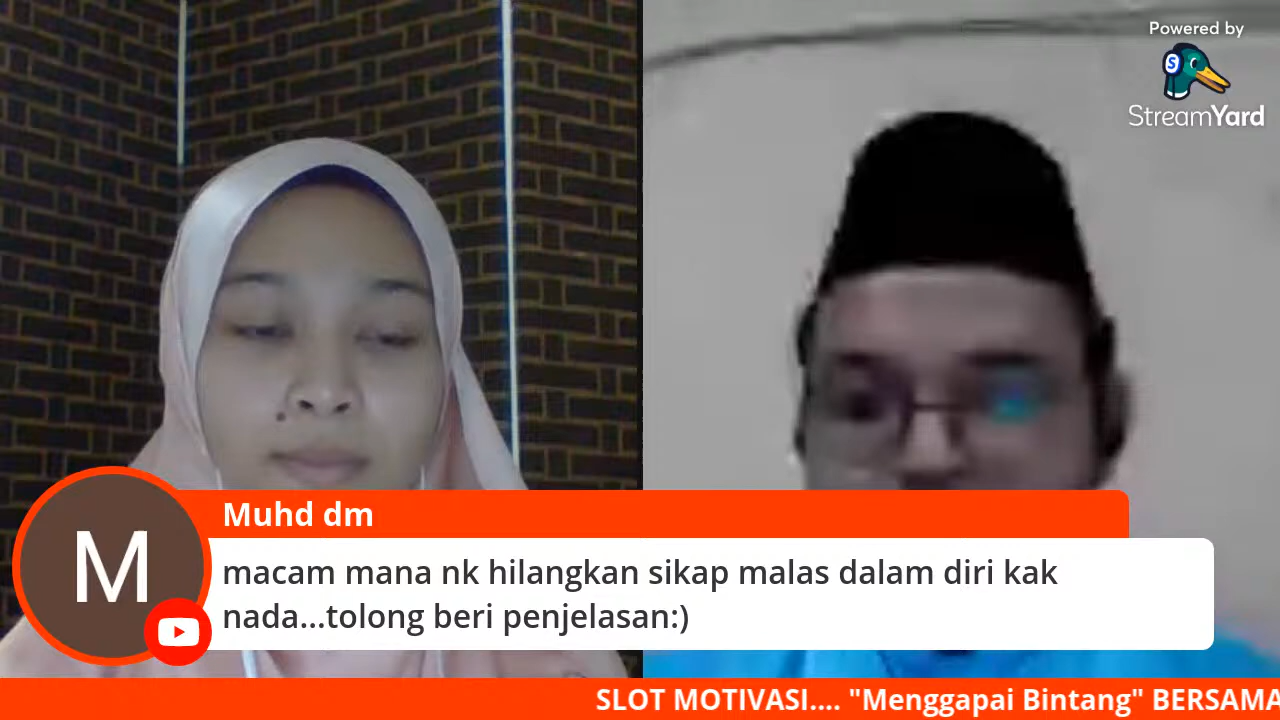 Powered by
StreamYard
M
Muhd dm
macam mana nk hilangkan sikap malas dalam diri kak
nada...tolong beri penjelasan:)
SLOT MOTIVASI.... "Menggapai Bintang" BERSAMA